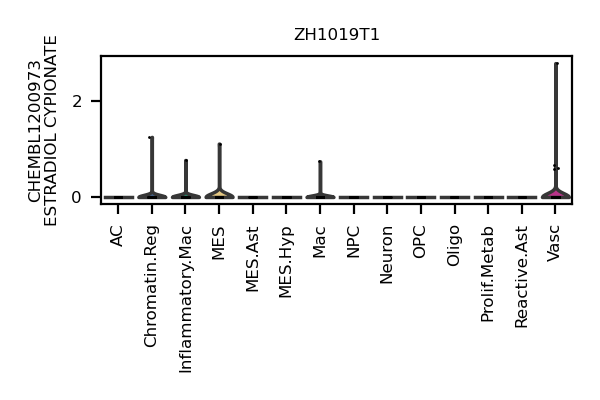 ZH1019T1
CHEMBL1200973
ESTRADIOL CYPIONATE
2
0
AC
Chromatin.Reg
Inflammatory.Mac
MES
MES.Ast
MES.Hyp
Mac
NPC
Neuron
OPC
Oligo
Prolif.Metab
Reactive.Ast
Vasc